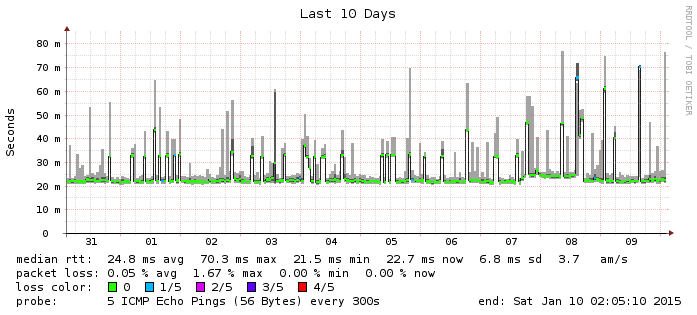 Last 10 Days
RRDTOOL / TOBI OETIKER
Seconds
80 m
70 m
60 m
50 m
40 m
30 m
20 m
10 m
0
31 01 02 03 04 05 06 07 08 09
median rtt: 24.8 ms avg 70.3 ms max 21.5 ms min 22.7 ms now 6.8 ms sd 3.7 am/s
packet loss: 0.05 % avg 1.67 % max 0.00 % min 0.00 % now
loss color: 0 1/5 2/5 3/5 4/5
probe: 5 ICMP Echo Pings (56 Bytes) every 300s end: Sat Jan 10 02:05:10 2015